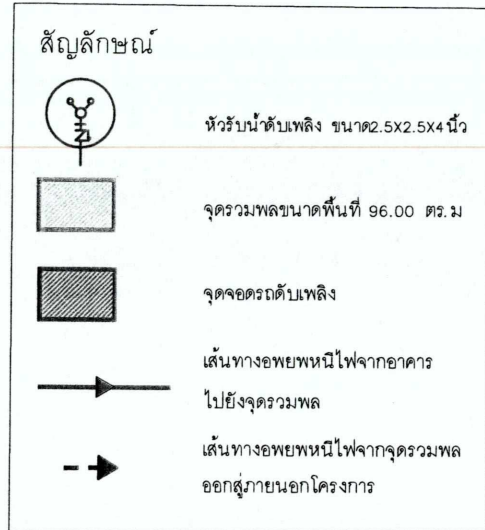 สัญลักษณ์
หัวรับน้ำดับเพลิง ขนาด2.5X2.5X4นิ้ว
จุดรวมพลขนาดพื้นที่ 96.00 ตร.ม
จุดจอดรถดับเพลิง
เส้นทางอพยพหนีไฟจากอาคาร
ไปยังจุดรวมพล
เส้นทางอพยพหนีไฟจากจุดรวมพล
ออกสู่ภายนอกโครงการ